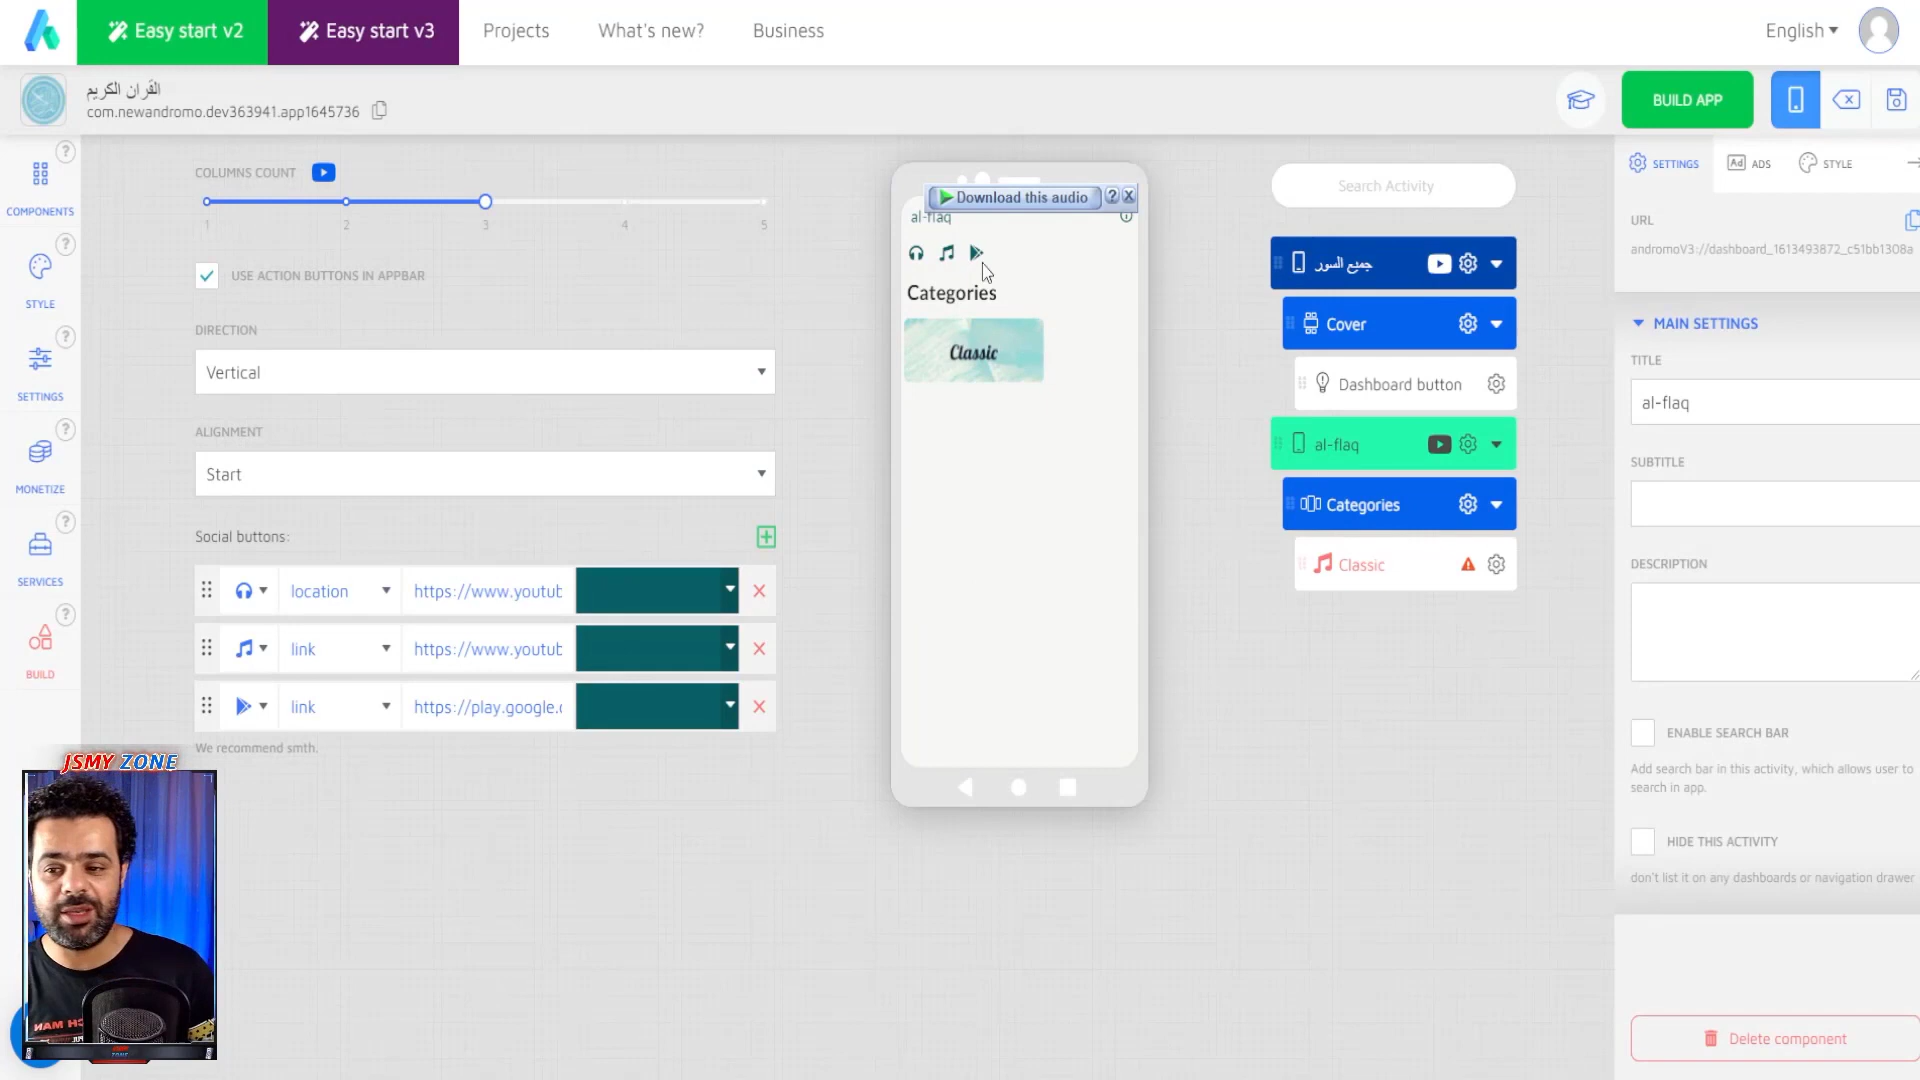 Easy start v2
Easy start v3
Projects
What's new?
Business
English
القرآن الكريم
com.newandromo.dev363941.app1645736
BUILD APP
COMPONENTS
STYLE
SETTINGS
MONETIZE
SERVICES
BUILD
COLUMNS COUNT
1 2 3 4 5
USE ACTION BUTTONS IN APPBAR
DIRECTION
Vertical
ALIGNMENT
Start
Social buttons:
location https://www.youtub
link https://www.youtub
link https://play.google.c
We recommend smth.
JSMY ZONE
Download this audio ? X
al-flaq
Categories
Classic
Search Activity
جميع السور
Cover
Dashboard button
al-flaq
Categories
Classic
SETTINGS
Ad ADS
STYLE
URL
andromoV3://dashboard_1613493872_c51bb1308a
MAIN SETTINGS
TITLE
al-flaq
SUBTITLE
DESCRIPTION
ENABLE SEARCH BAR
Add search bar in this activity, which allows user to
search in app.
HIDE THIS ACTIVITY
don't list it on any dashboards or navigation drawer
Delete component